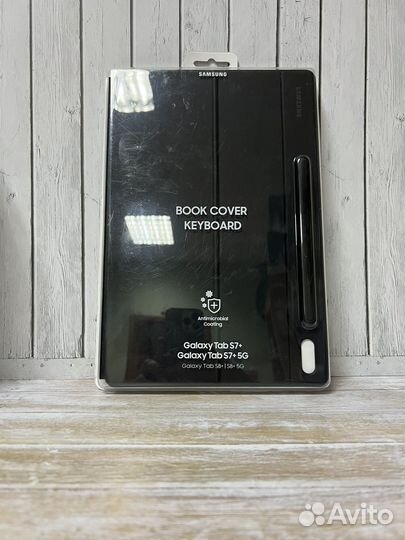 SAMSUNG
SAMSUNG
BOOK COVER
KEYBOARD
Antimicrobial
Coating
Galaxy Tab S7+
Galaxy Tab S7+ 5G
Galaxy Tab S8+ | S8+ 5G
Avito